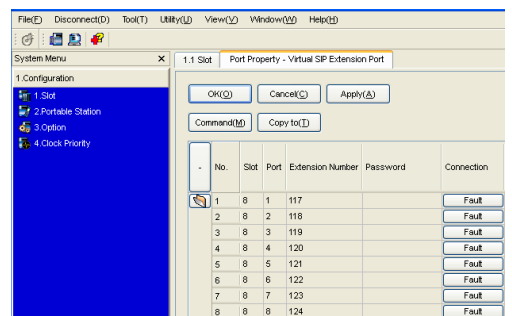 File(F) Disconnect(D) Tool(T) Utility(U) View(V) Window(W) Help(H)
System Menu x 1.1 Slot Port Property - Virtual SIP Extension Port
1.Configuration
1.Slot
2.Portable Station
3.Option
4.Clock Priority
OK(O) Cancel(C) Apply(A)
Command(M) Copy to(T)
- No. Slot Port Extension Number Password Connection
1 8 1 117 Fault
2 8 2 118 Fault
3 8 3 119 Fault
4 8 4 120 Fault
5 8 5 121 Fault
6 8 6 122 Fault
7 8 7 123 Fault
8 8 8 124 Fault